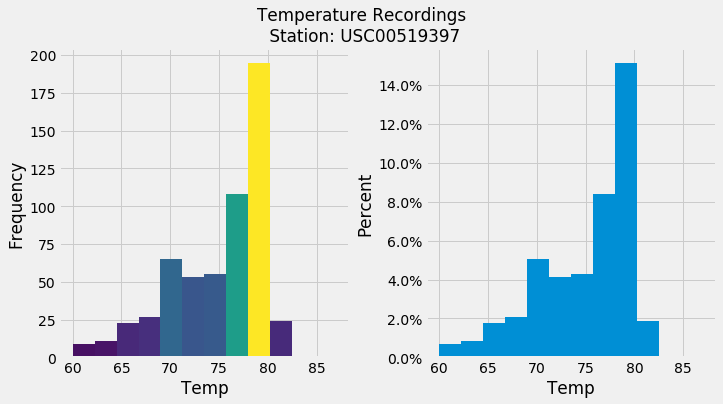 Temperature Recordings
Station: USC00519397
Frequency
200
175
150
125
100
75
50
25
0
60 65 70 75 80 85
Temp
Percent
14.0%
12.0%
10.0%
8.0%
6.0%
4.0%
2.0%
0.0%
60 65 70 75 80 85
Temp